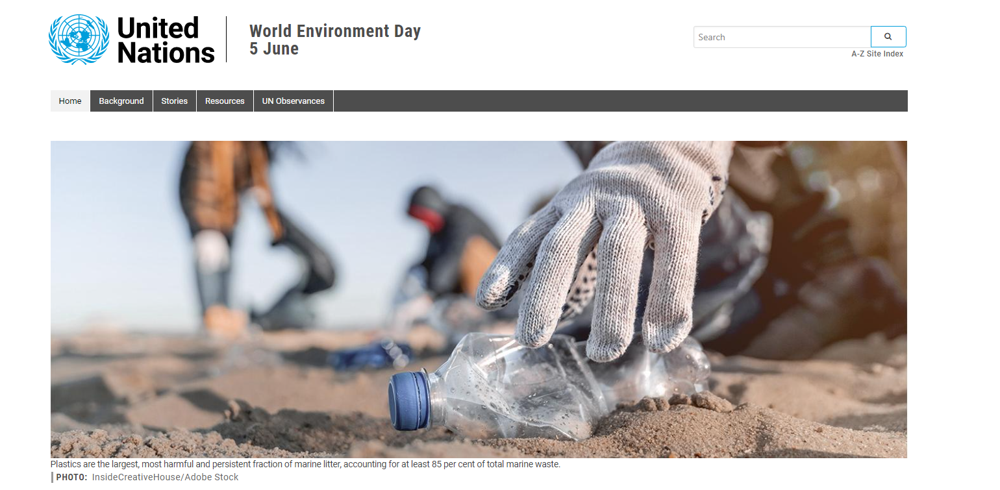 United
Nations
World Environment Day
5 June
Search
A-Z Site Index
Home Background Stories Resources UN Observances
Plastics are the largest, most harmful and persistent fraction of marine litter, accounting for at least 85 per cent of total marine waste.
PHOTO: InsideCreativeHouse/Adobe Stock